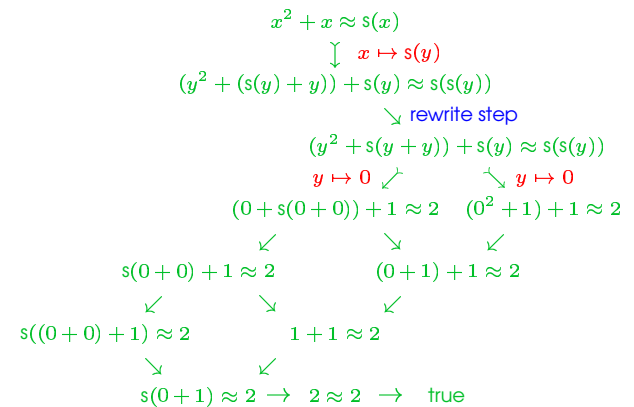 x² + x ≈ s(x)
x ↦ s(y)
(y² + (s(y) + y)) + s(y) ≈ s(s(y))
rewrite step
(y² + s(y + y)) + s(y) ≈ s(s(y))
y ↦ 0 y ↦ 0
(0 + s(0 + 0)) + 1 ≈ 2 (0² + 1) + 1 ≈ 2
s(0 + 0) + 1 ≈ 2 (0 + 1) + 1 ≈ 2
s((0 + 0) + 1) ≈ 2 1 + 1 ≈ 2
s(0 + 1) ≈ 2 → 2 ≈ 2 → true